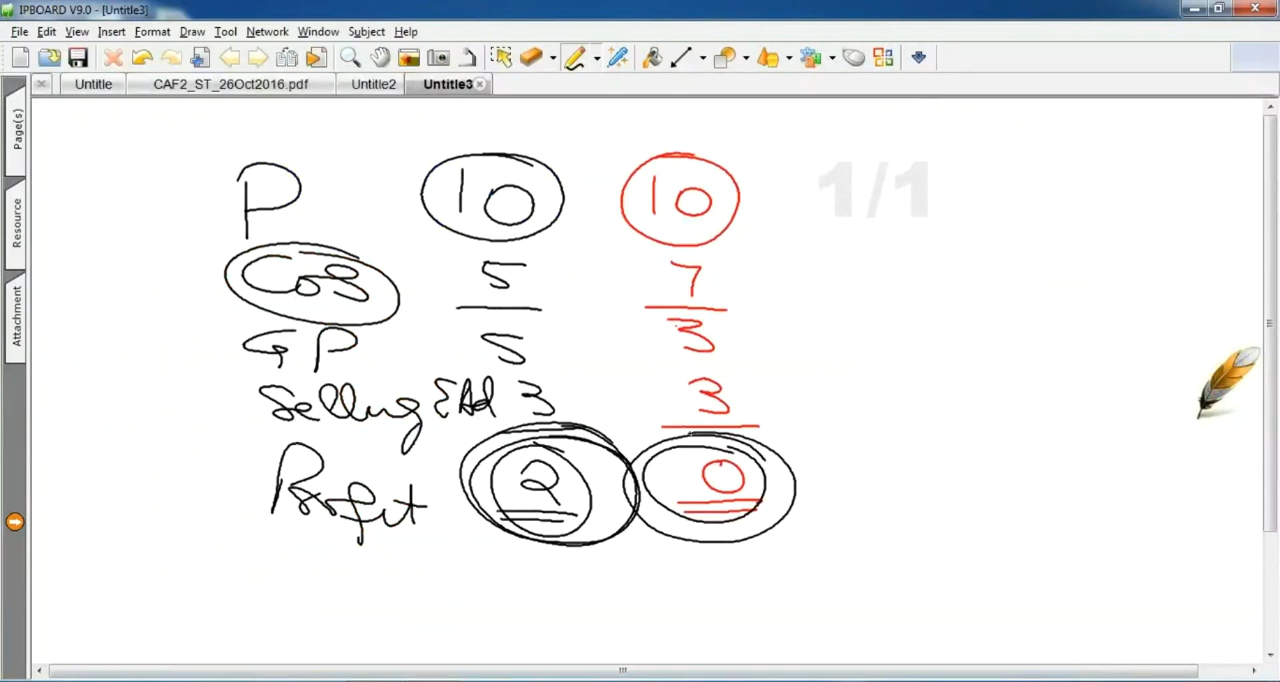 IPBOARD V9.0 - [Untitle3]
File Edit View Insert Format Draw Tool Network Window Subject Help
Untitle CAF2_ST_26Oct2016.pdf Untitle2 Untitle3
Page(s)
Resource
Attachment
1/1
P 10 10
CoS 5 7
GP 5 3
Selling & Ad 3 3
Profit 2 0